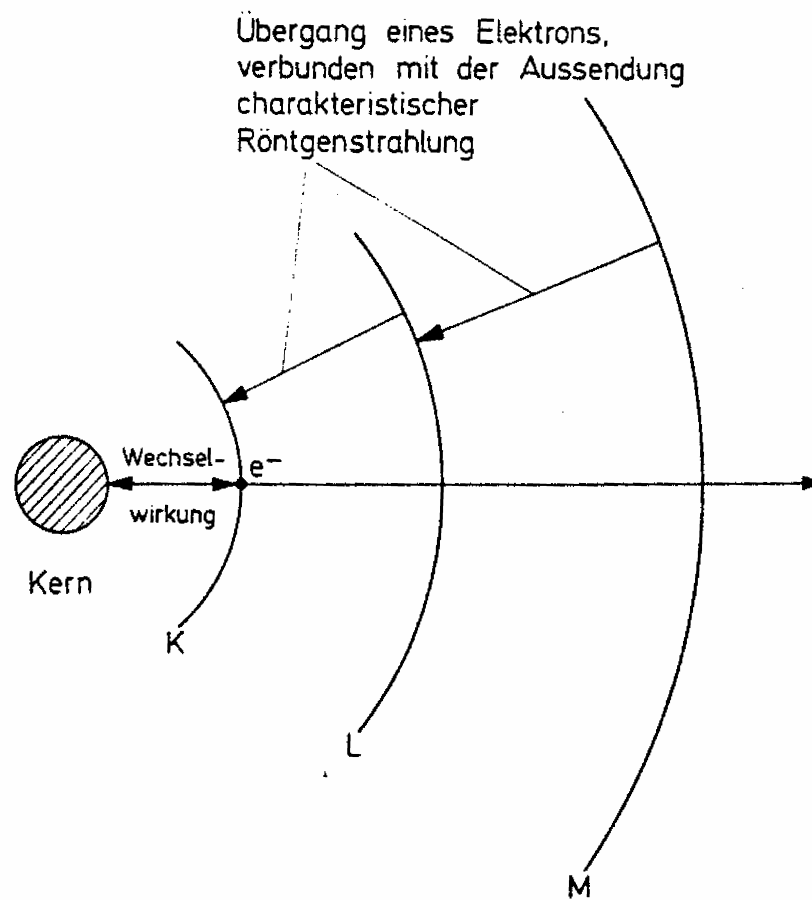 Übergang eines Elektrons,
verbunden mit der Aussendung
charakteristischer
Röntgenstrahlung
Wechsel-
e−
wirkung
Kern
K
L
M